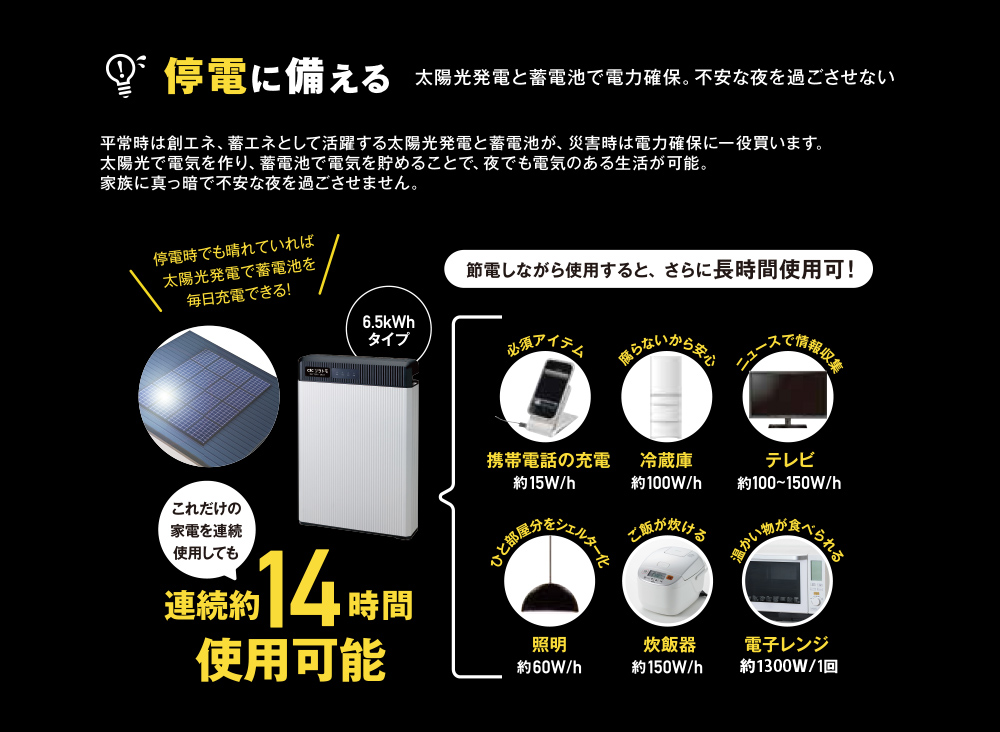 停電に備える
太陽光発電と蓄電池で電力確保。不安な夜を過ごさせない
平常時は創エネ、蓄エネとして活躍する太陽光発電と蓄電池が、災害時は電力確保に一役買います。
太陽光で電気を作り、蓄電池で電気を貯めることで、夜でも電気のある生活が可能。
家族に真っ暗で不安な夜を過ごさせません。
停電時でも晴れていれば
太陽光発電で蓄電池を
毎日充電できる!
6.5kWh
タイプ
これだけの
家電を連続
使用しても
連続約14時間
使用可能
節電しながら使用すると、さらに長時間使用可!
必須アイテム
携帯電話の充電
約15W/h
腐らないから安心
冷蔵庫
約100W/h
ニュースで情報収集
テレビ
約100~150W/h
ひと部屋分をシェルター化
照明
約60W/h
ご飯が炊ける
炊飯器
約150W/h
温かい物が食べられる
電子レンジ
約1300W/1回